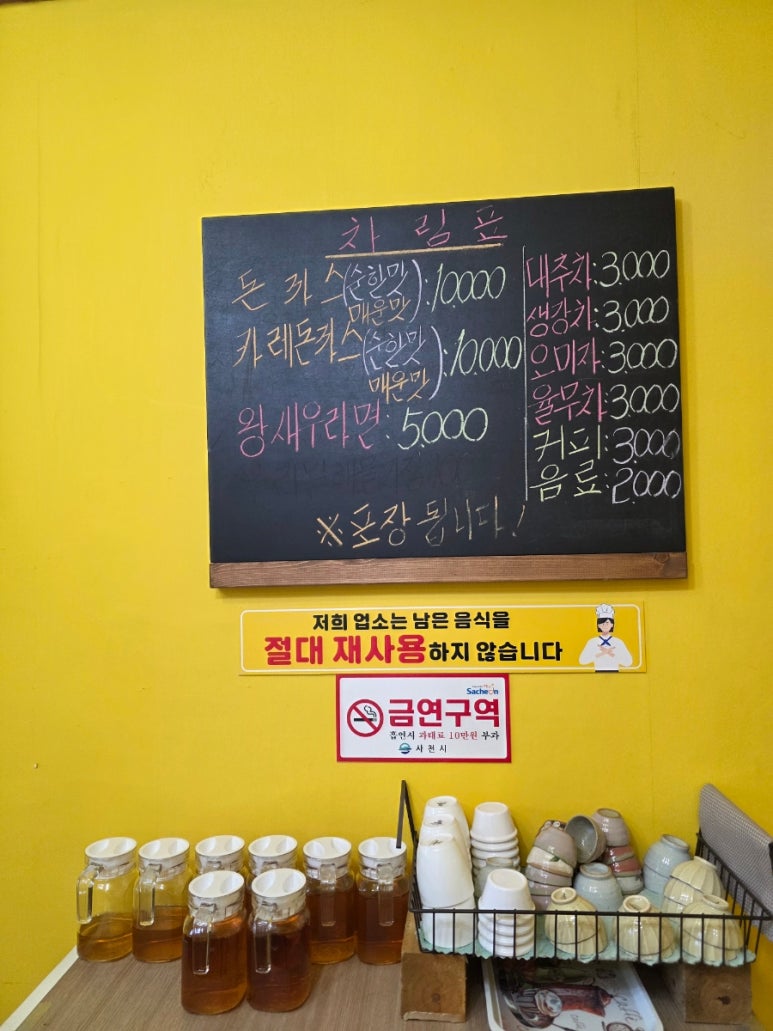 차림표
돈까스(순한맛 매운맛):10.000
카레돈까스(순한맛 매운맛):10.000
왕새우라면:5.000
대추차:3.000
생강차:3.000
오미자:3.000
율무차:3.000
커피:3.000
음료:2.000
※포장됩니다!
저희 업소는 남은 음식을
절대 재사용하지 않습니다
Sacheon
금연구역
흡연시 과태료 10만원 부과
사천시